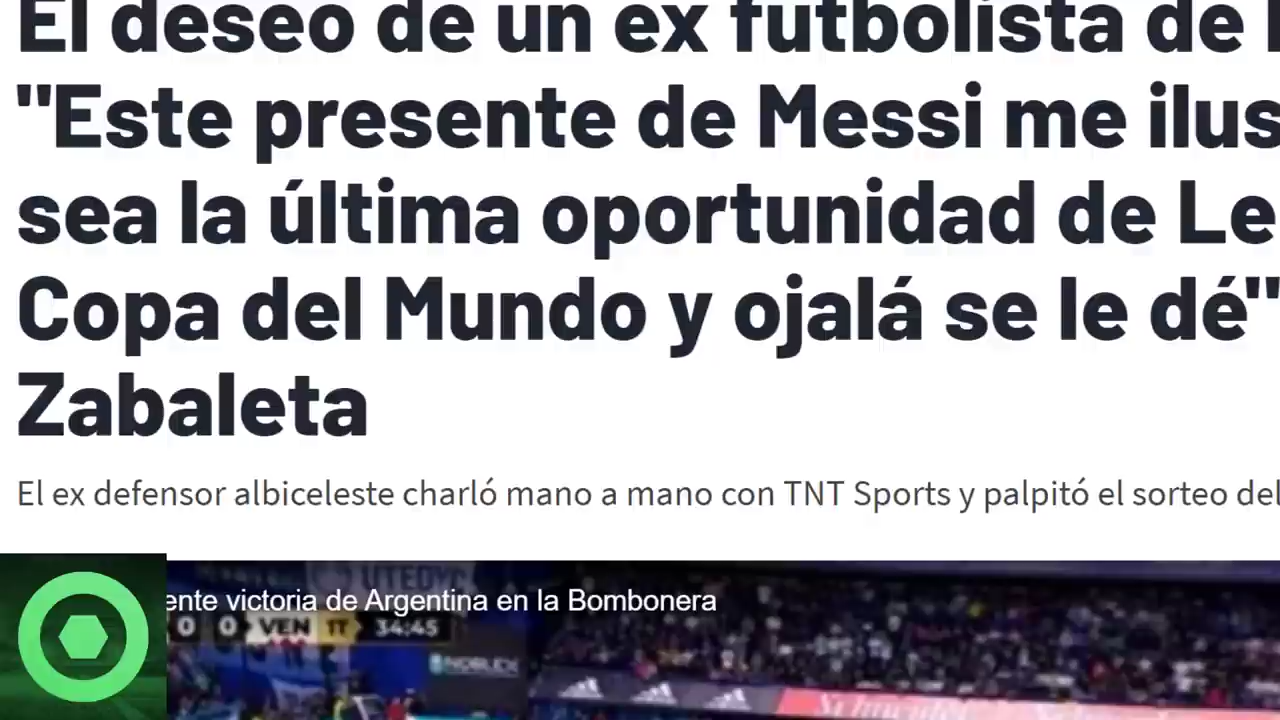 El deseo de un ex futbolista de
"Este presente de Messi me ilus
sea la última oportunidad de Le
Copa del Mundo y ojalá se le dé"
Zabaleta
El ex defensor albiceleste charló mano a mano con TNT Sports y palpitó el sorteo del
ente victoria de Argentina en la Bombonera
0 0 VEN 1T 34:45
NOBLEX